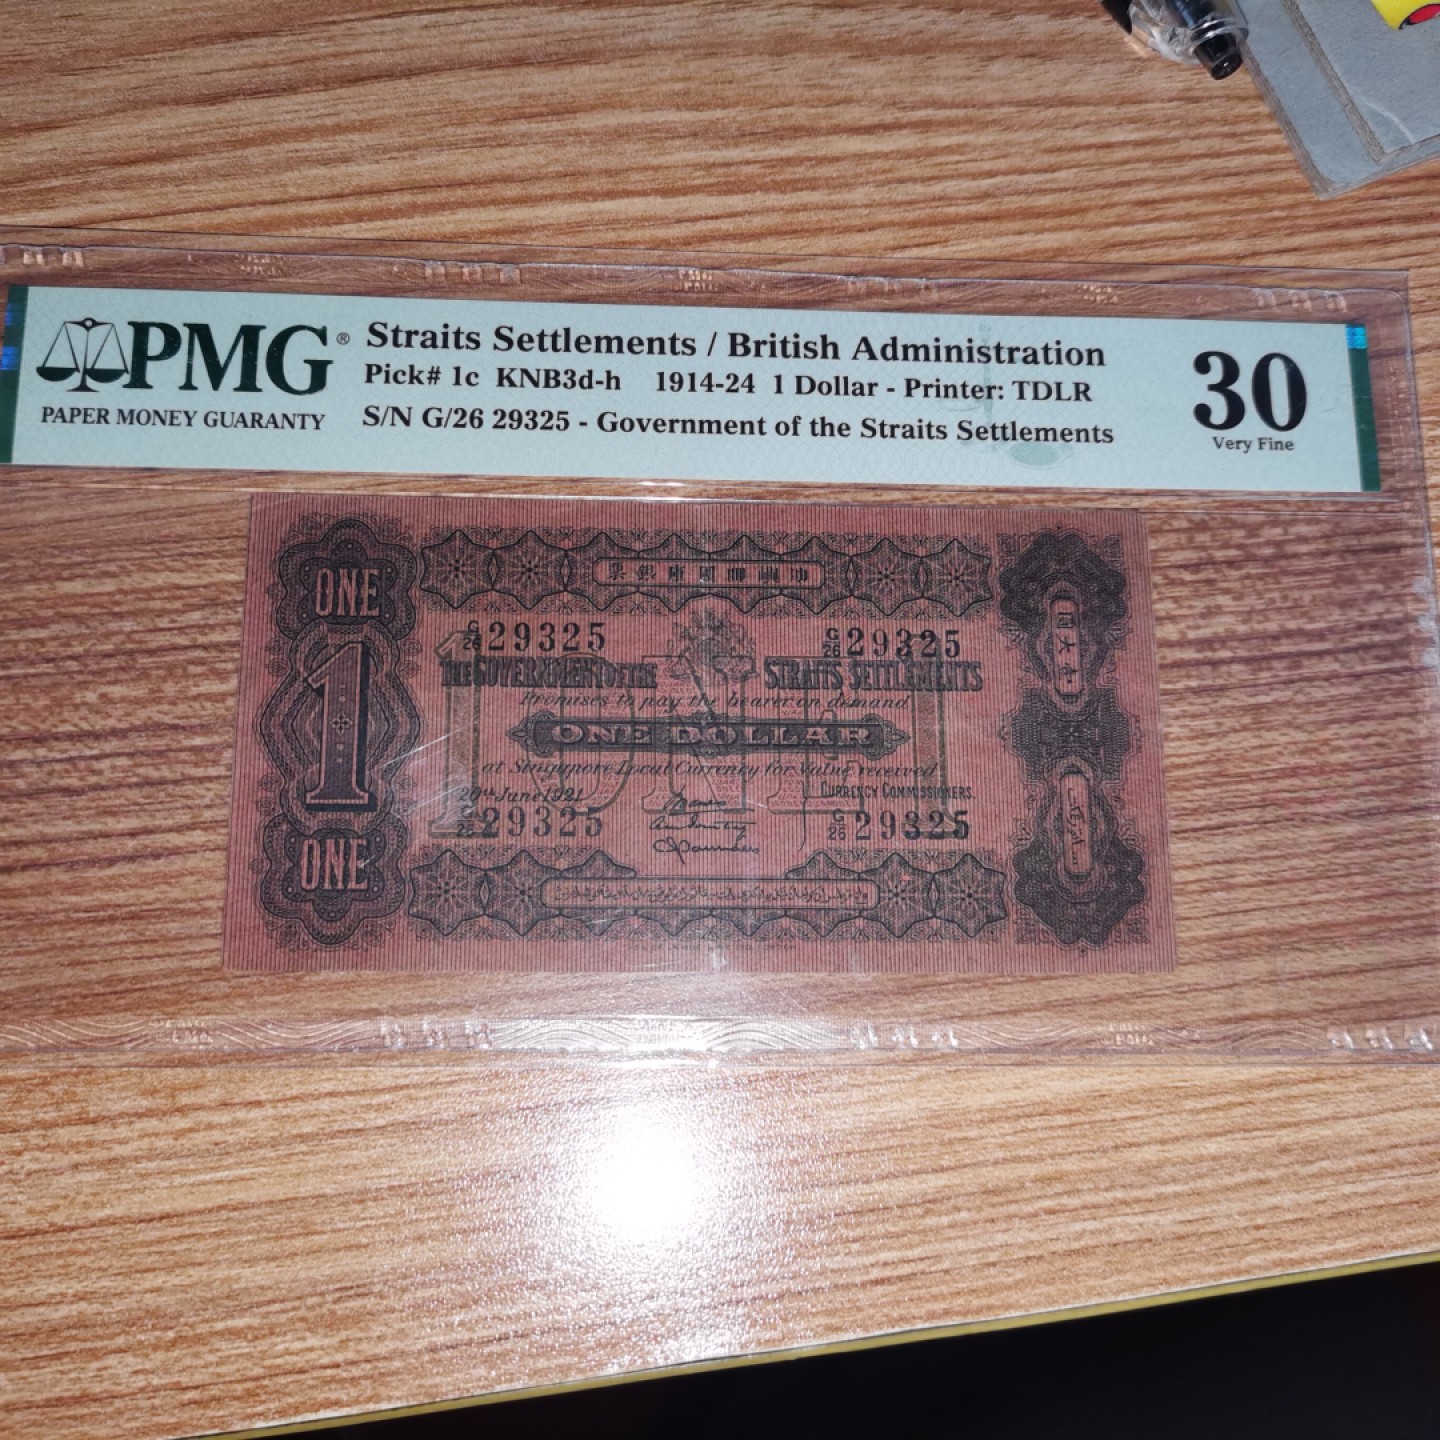 PMG®
PAPER MONEY GUARANTY
Straits Settlements / British Administration
Pick# 1c KNB3d-h 1914-24 1 Dollar - Printer: TDLR
S/N G/26 29325 - Government of the Straits Settlements
30
Very Fine
ONE
1
ONE
G/26 29325
G/26 29325
THE GOVERNMENT OF THE STRAITS SETTLEMENTS
Promises to pay the bearer on demand
ONE DOLLAR
at Singapore Local Currency for Value received
20th June 1921
CURRENCY COMMISSIONERS.
G/26 29325
G/26 29325